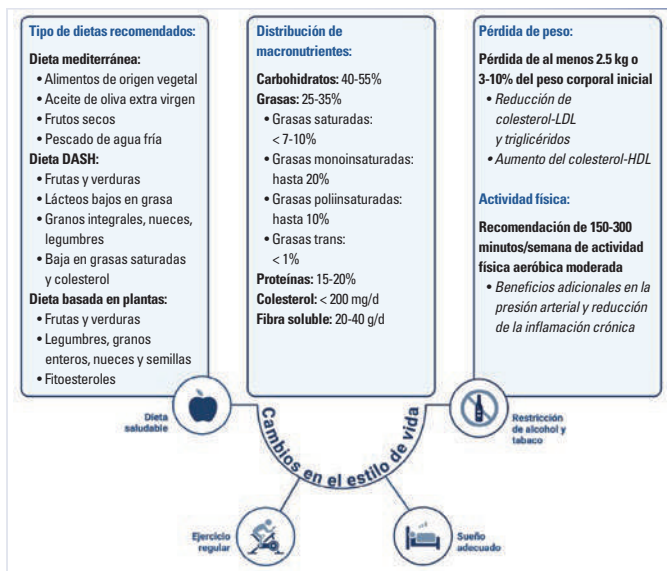 Tipo de dietas recomendados:
Dieta mediterránea:
• Alimentos de origen vegetal
• Aceite de oliva extra virgen
• Frutos secos
• Pescado de agua fría
Dieta DASH:
• Frutas y verduras
• Lácteos bajos en grasa
• Granos integrales, nueces,
legumbres
• Baja en grasas saturadas
y colesterol
Dieta basada en plantas:
• Frutas y verduras
• Legumbres, granos
enteros, nueces y semillas
• Fitoesteroles
Distribución de
macronutrientes:
Carbohidratos: 40-55%
Grasas: 25-35%
• Grasas saturadas:
< 7-10%
• Grasas monoinsaturadas:
hasta 20%
• Grasas poliinsaturadas:
hasta 10%
• Grasas trans:
< 1%
Proteínas: 15-20%
Colesterol: < 200 mg/d
Fibra soluble: 20-40 g/d
Pérdida de peso:
Pérdida de al menos 2.5 kg o
3-10% del peso corporal inicial
• Reducción de
colesterol-LDL
y triglicéridos
• Aumento del colesterol-HDL
Actividad física:
Recomendación de 150-300
minutos/semana de actividad
física aeróbica moderada
• Beneficios adicionales en la
presión arterial y reducción
de la inflamación crónica
Dieta
saludable
Cambios en el estilo de vida
Restricción
de alcohol y
tabaco
Ejercicio
regular
Sueño
adecuado